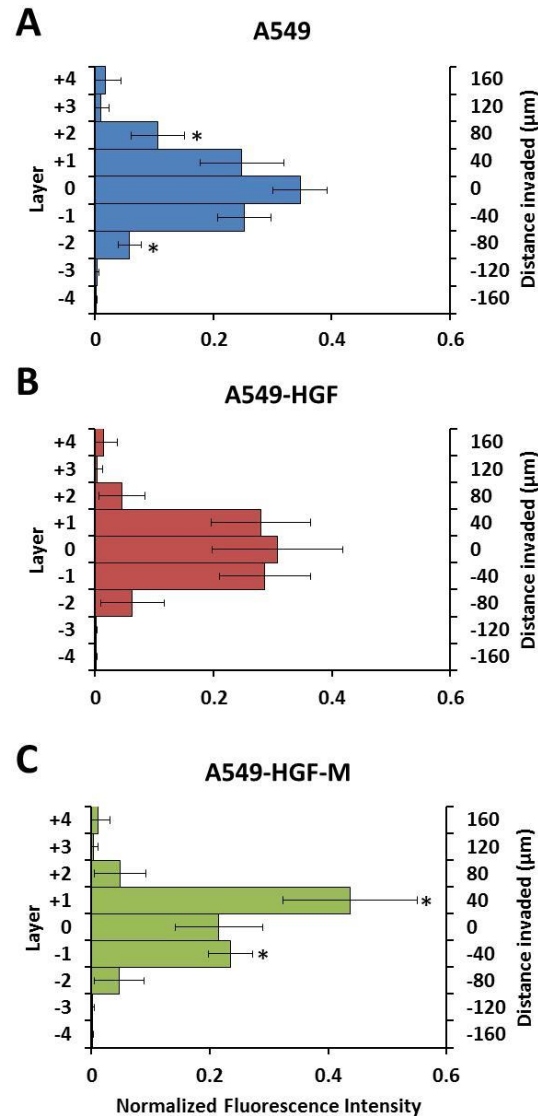 A
A549
+4 160
+3 120
+2 * 80
+1 40
0 0
-1 -40
-2 * -80
-3 -120
-4 -160
Layer
Distance invaded (µm)
0 0.2 0.4 0.6
B
A549-HGF
+4 160
+3 120
+2 80
+1 40
0 0
-1 -40
-2 -80
-3 -120
-4 -160
Layer
Distance invaded (µm)
0 0.2 0.4 0.6
C
A549-HGF-M
+4 160
+3 120
+2 80
+1 * 40
0 0
-1 * -40
-2 -80
-3 -120
-4 -160
Layer
Distance invaded (µm)
0 0.2 0.4 0.6
Normalized Fluorescence Intensity